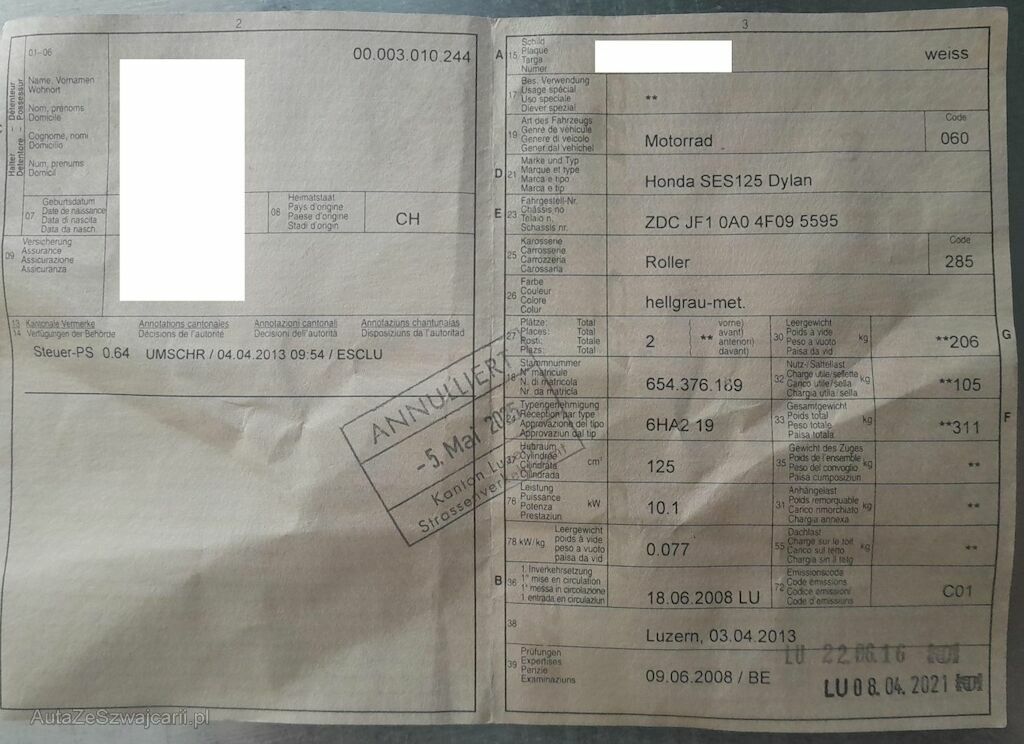 2
01-06
00.003.010.244
Halter – Détenteur
Detentore – Possessur
Name, Vornamen
Wohnort
Nom, prénoms
Domicile
Cognome, nomi
Domicilio
Num, prenums
Domicil
07
Geburtsdatum
Date de naissance
Data di nascita
Data da nasch.
08
Heimatstaat
Pays d'origine
Paese d'origine
Stadi d'origin
CH
09
Versicherung
Assurance
Assicurazione
Assicuranza
13 Kantonale Vermerke Annotations cantonales Annotazioni cantonali Annotaziuns chantunalas
14 Verfügungen der Behörde Décisions de l'autorité Decisioni dell'autorità Disposiziuns da l'autoritad
Steuer-PS 0.64 UMSCHR / 04.04.2013 09:54 / ESCLU
ANNULLIERT
-5. Mai
Kanton
3
A 15
Schild
Plaque
Targa
Numer
weiss
17
Bes. Verwendung
Usage spécial
Uso speciale
Diever spezial
**
19
Art des Fahrzeugs
Genre de véhicule
Genere di veicolo
Gener dal vehichel
Motorrad
Code
060
D 21
Marke und Typ
Marque et type
Marca e tipo
Marca e tip
Honda SES125 Dylan
E 23
Fahrgestell-Nr.
Châssis no
Telaio n.
Schassis nr.
ZDC JF1 0A0 4F09 5595
25
Karosserie
Carrosserie
Carrozzeria
Carossaria
Roller
Code
285
26
Farbe
Couleur
Colore
Colur
hellgrau-met.
27
Plätze: Total
Places: Total
Posti: Totale
Plazs: Total
2
**
vorne)
avant)
anteriori)
davant)
30
Leergewicht
Poids à vide
Peso a vuoto
Paisa da vid
kg
**206
G
18
Stammnummer
N° matricule
N. di matricola
Nr. da matricla
654.376.169
32
Nutz-/Sattellast
Charge utile/sellette
Carico utile/sella
Chargia utila/sella
kg
**105
24
Typengenehmigung
Réception par type
Approvazione del tipo
Approvaziun dal tip
6HA2 19
33
Gesamtgewicht
Poids total
Peso totale
Paisa totala
kg
**311
F
37
Hubraum
Cylindrée
Cilindrata
Cilindrada
cm³
125
35
Gewicht des Zuges
Poids de l'ensemble
Peso del convoglio
Paisa cumposiziun
kg
**
76
Leistung
Puissance
Potenza
Prestaziun
kW
10.1
31
Anhängelast
Poids remorquable
Carico rimorchiato
Chargia annexa
kg
**
78 kW/kg
Leergewicht
poids à vide
peso a vuoto
paisa da vid
0.077
55
Dachlast
Charge sur le toit
Carico sul tetto
Chargia sin il tetg
kg
**
B 36
1. Inverkehrsetzung
1re mise en circulation
1a messa in circolazione
1. entrada en circulaziun
18.06.2008 LU
72
Emissionscode
Code émissions
Codice emissioni
Code d'emissiuns
C01
38
Luzern, 03.04.2013
39
Prüfungen
Expertises
Perizie
Examinaziuns
09.06.2008 / BE
LU 22.06.16
LU 08.04.2021
AutaZeSzwajcarii.pl